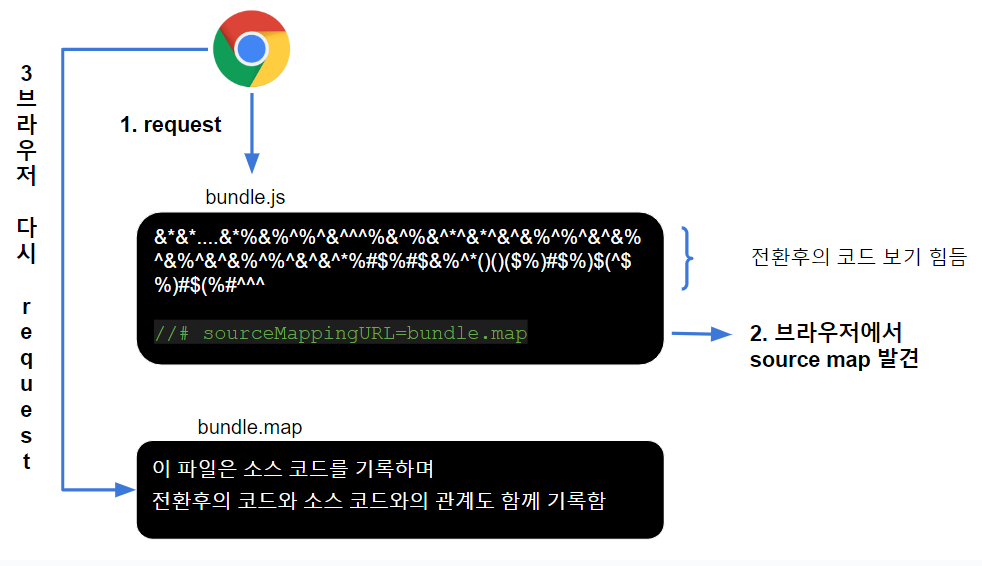 1. request
3 브라우저 다시 request
bundle.js
&*&*....&*%&%^%^&^^^%&^%&^*^&*^&^&%^%^&^&%
^&%^&^&%^%^&^&^*%#$%#$&%^*()()($%)#$%)$(^$
%)#$(%#^^^
전환후의 코드 보기 힘듬
//# sourceMappingURL=bundle.map
2. 브라우저에서
source map 발견
bundle.map
이 파일은 소스 코드를 기록하며
전환후의 코드와 소스 코드와의 관계도 함께 기록함